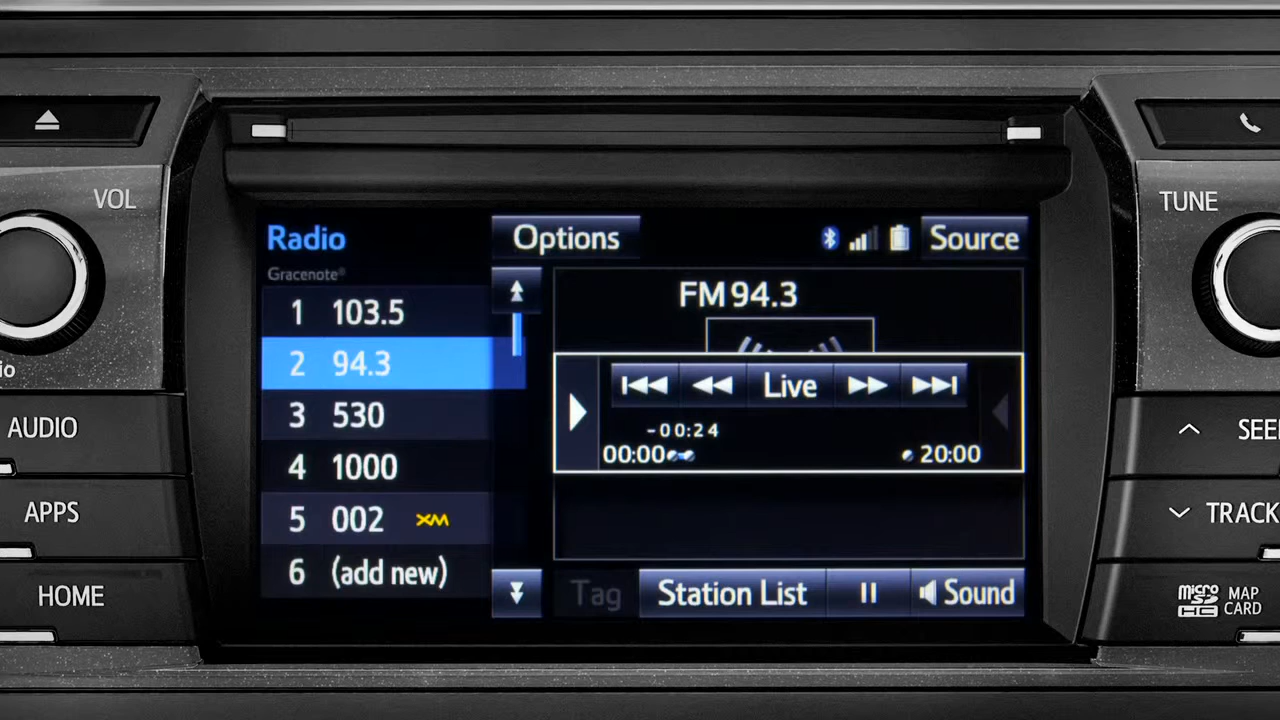 VOL
TUNE
Radio
Options
Source
Gracenote®
1 103.5
2 94.3
3 530
4 1000
5 002 XM
6 (add new)
FM 94.3
Live
-00:24
00:00
20:00
Tag
Station List
Sound
io
AUDIO
APPS
HOME
SEE
TRACK
micro
SD
HC
MAP
CARD